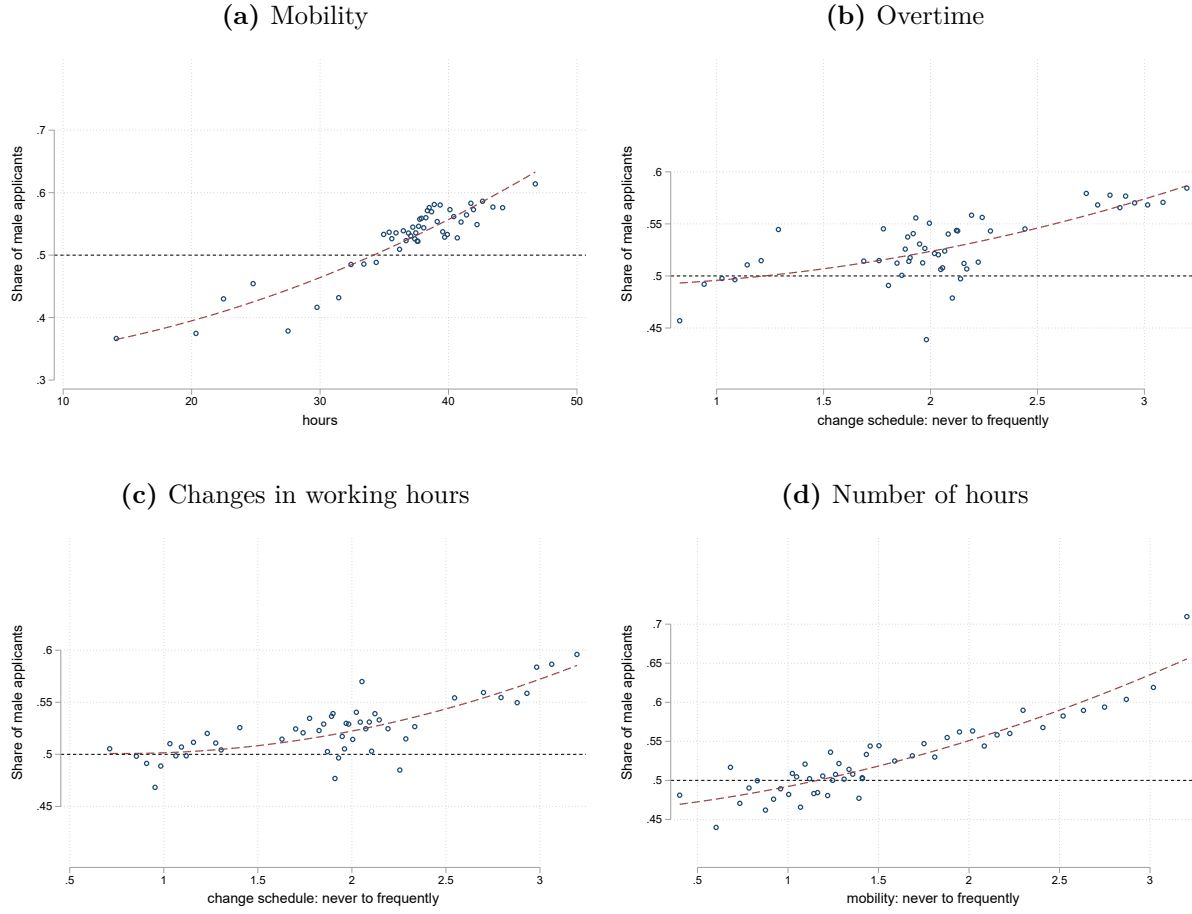 (a) Mobility
Share of male applicants
.7
.6
.5
.4
.3
10 20 30 40 50
hours
(b) Overtime
Share of male applicants
.6
.55
.5
.45
1 1.5 2 2.5 3
change schedule: never to frequently
(c) Changes in working hours
Share of male applicants
.6
.55
.5
.45
.5 1 1.5 2 2.5 3
change schedule: never to frequently
(d) Number of hours
Share of male applicants
.7
.65
.6
.55
.5
.45
.5 1 1.5 2 2.5 3
mobility: never to frequently